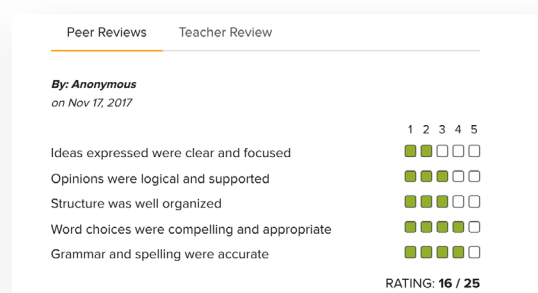 Peer Reviews Teacher Review
By: Anonymous
on Nov 17, 2017
1 2 3 4 5
Ideas expressed were clear and focused
Opinions were logical and supported
Structure was well organized
Word choices were compelling and appropriate
Grammar and spelling were accurate
RATING: 16 / 25